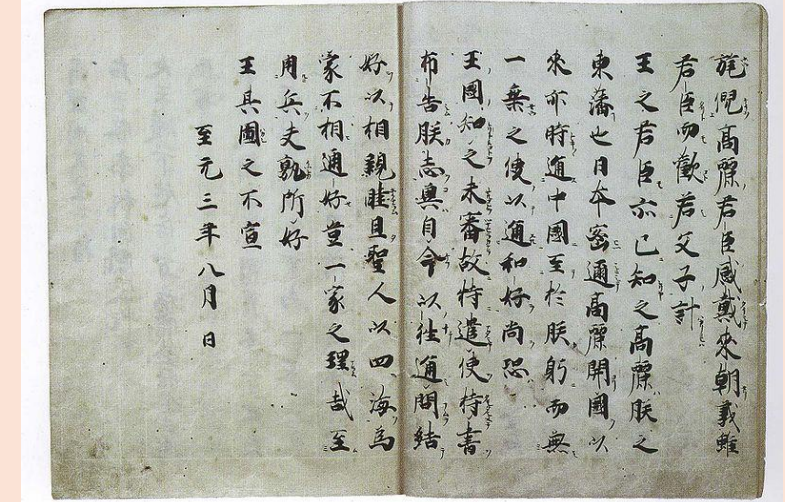 旄倪高麗君臣感戴來朝義雖
君臣而歡若父子計
王之君臣亦已知之高麗朕之
東藩也日本密邇高麗開國以
來亦時通中國至於朕躬而無
一乗之使以通和好尚恐
王國知之未審故特遣使持書
布告朕志冀自今以往通問結
好以相親睦且聖人以四海為
家不相通好豈一家之理哉至
用兵夫孰所好
王其圖之不宣
至元三年八月 日